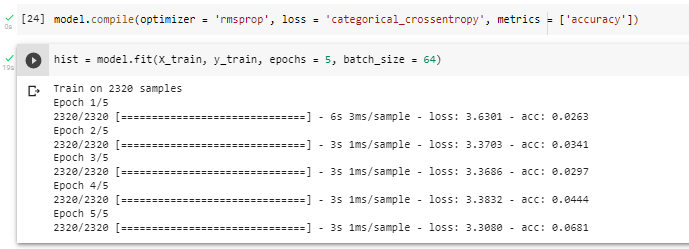 [24] model.compile(optimizer = 'rmsprop', loss = 'categorical_crossentropy', metrics = ['accuracy'])
0s
hist = model.fit(X_train, y_train, epochs = 5, batch_size = 64)
19s
Train on 2320 samples
Epoch 1/5
2320/2320 [==============================] - 6s 3ms/sample - loss: 3.6301 - acc: 0.0263
Epoch 2/5
2320/2320 [==============================] - 3s 1ms/sample - loss: 3.3703 - acc: 0.0341
Epoch 3/5
2320/2320 [==============================] - 3s 1ms/sample - loss: 3.3686 - acc: 0.0297
Epoch 4/5
2320/2320 [==============================] - 3s 1ms/sample - loss: 3.3832 - acc: 0.0444
Epoch 5/5
2320/2320 [==============================] - 3s 1ms/sample - loss: 3.3080 - acc: 0.0681